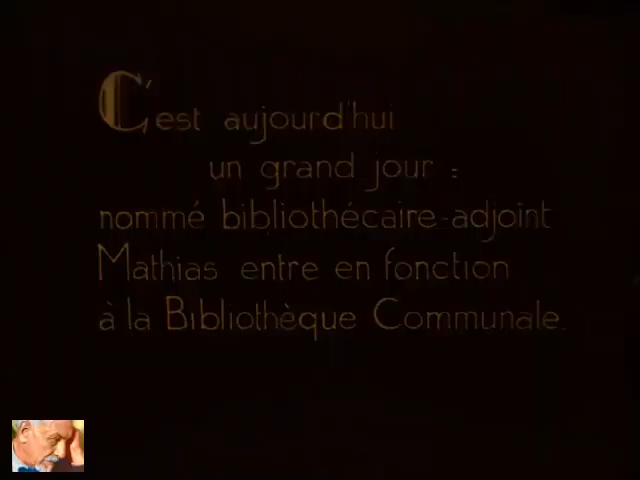 C'est aujourd'hui
un grand jour :
nommé bibliothécaire-adjoint
Mathias entre en fonction
à la Bibliothèque Communale.